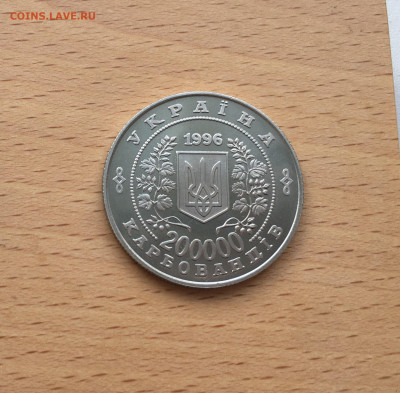 COINS.LAVE.RU
УКРАЇНА
1996
200000
КАРБОВАНЦІВ